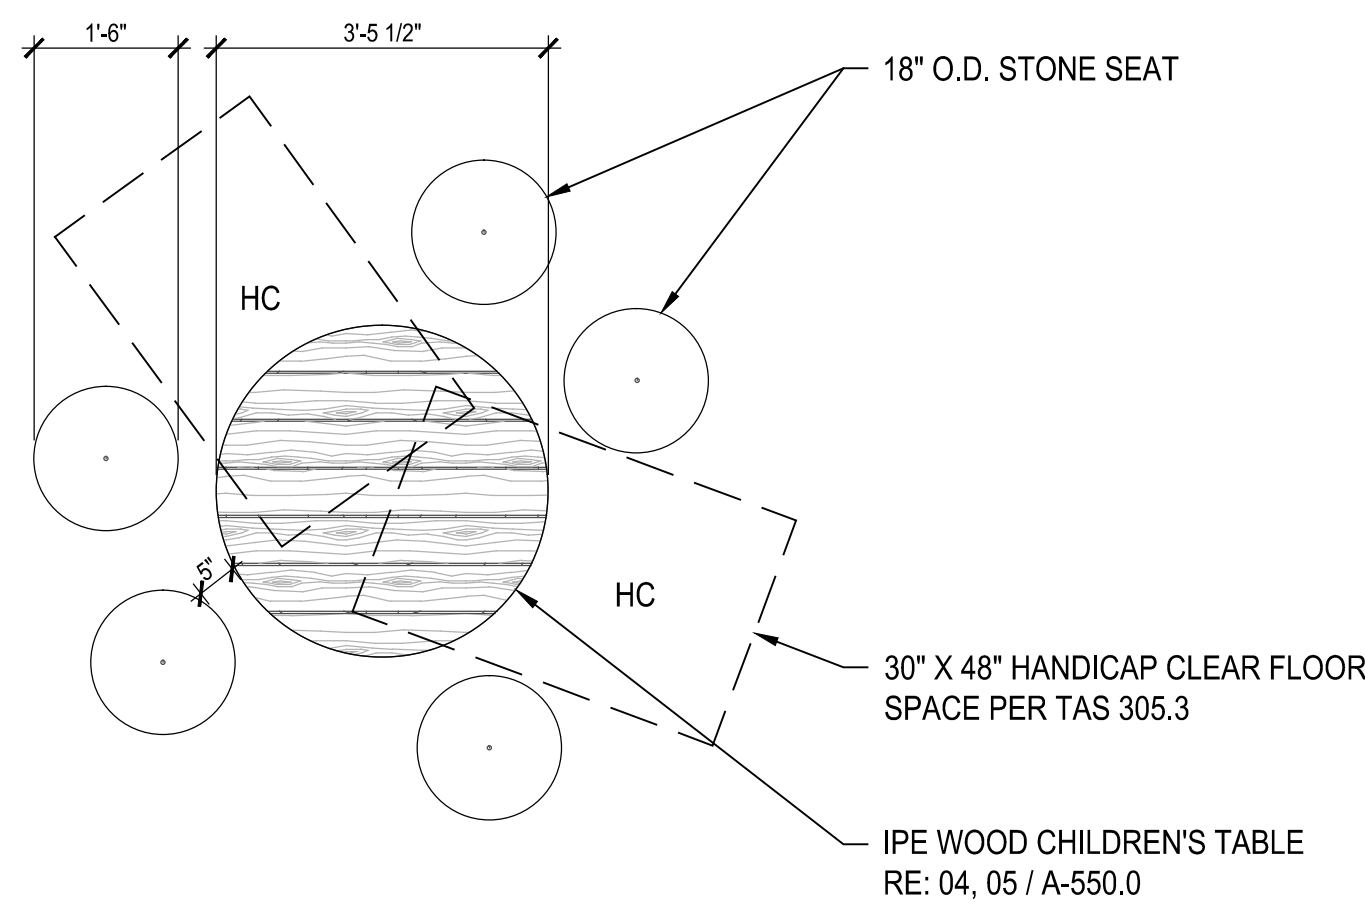 1'-6"
3'-5 1/2"
18" O.D. STONE SEAT
HC
5"
HC
30" X 48" HANDICAP CLEAR FLOOR
SPACE PER TAS 305.3
IPE WOOD CHILDREN'S TABLE
RE: 04, 05 / A-550.0